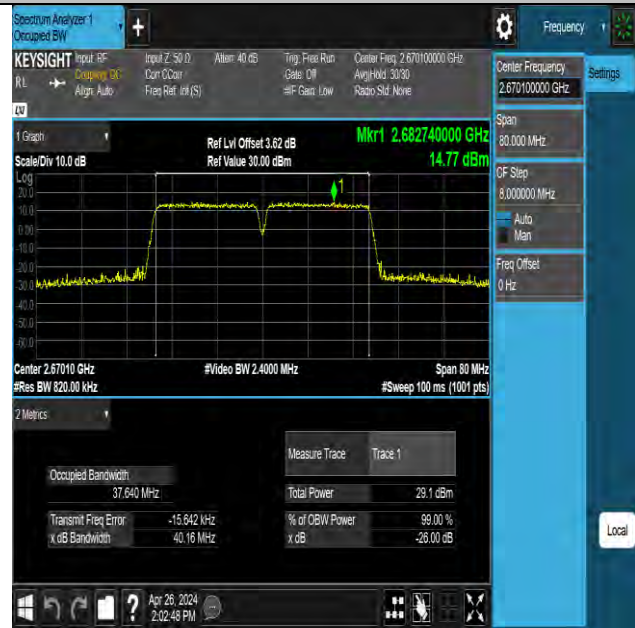 Spectrum Analyzer 1
Occupied BW
+
Frequency
KEYSIGHT
RL
Input: RF
Coupling: DC
Align: Auto
Input Z: 50 Ω
Corr CCorr
Freq Ref: Int (S)
Atten: 40 dB
Trig: Free Run
Gate: Off
#IF Gain: Low
Center Freq: 2.670100000 GHz
Avg|Hold: 30/30
Radio Std: None
LXI
Center Frequency
2.670100000 GHz
Settings
Span
80.000 MHz
CF Step
8.000000 MHz
Auto
Man
Freq Offset
0 Hz
Local
1 Graph
Scale/Div 10.0 dB
Ref Lvl Offset 3.62 dB
Ref Value 30.00 dBm
Mkr1 2.682740000 GHz
14.77 dBm
Log
20.0
10.0
0.00
-10.0
-20.0
-30.0
-40.0
-50.0
-60.0
1
Center 2.67010 GHz
#Video BW 2.4000 MHz
Span 80 MHz
#Res BW 820.00 kHz
#Sweep 100 ms (1001 pts)
2 Metrics
Measure Trace Trace 1
Occupied Bandwidth
37.640 MHz
Total Power 29.1 dBm
Transmit Freq Error -15.642 kHz
% of OBW Power 99.00 %
x dB Bandwidth 40.16 MHz
x dB -26.00 dB
?
Apr 26, 2024
2:02:48 PM